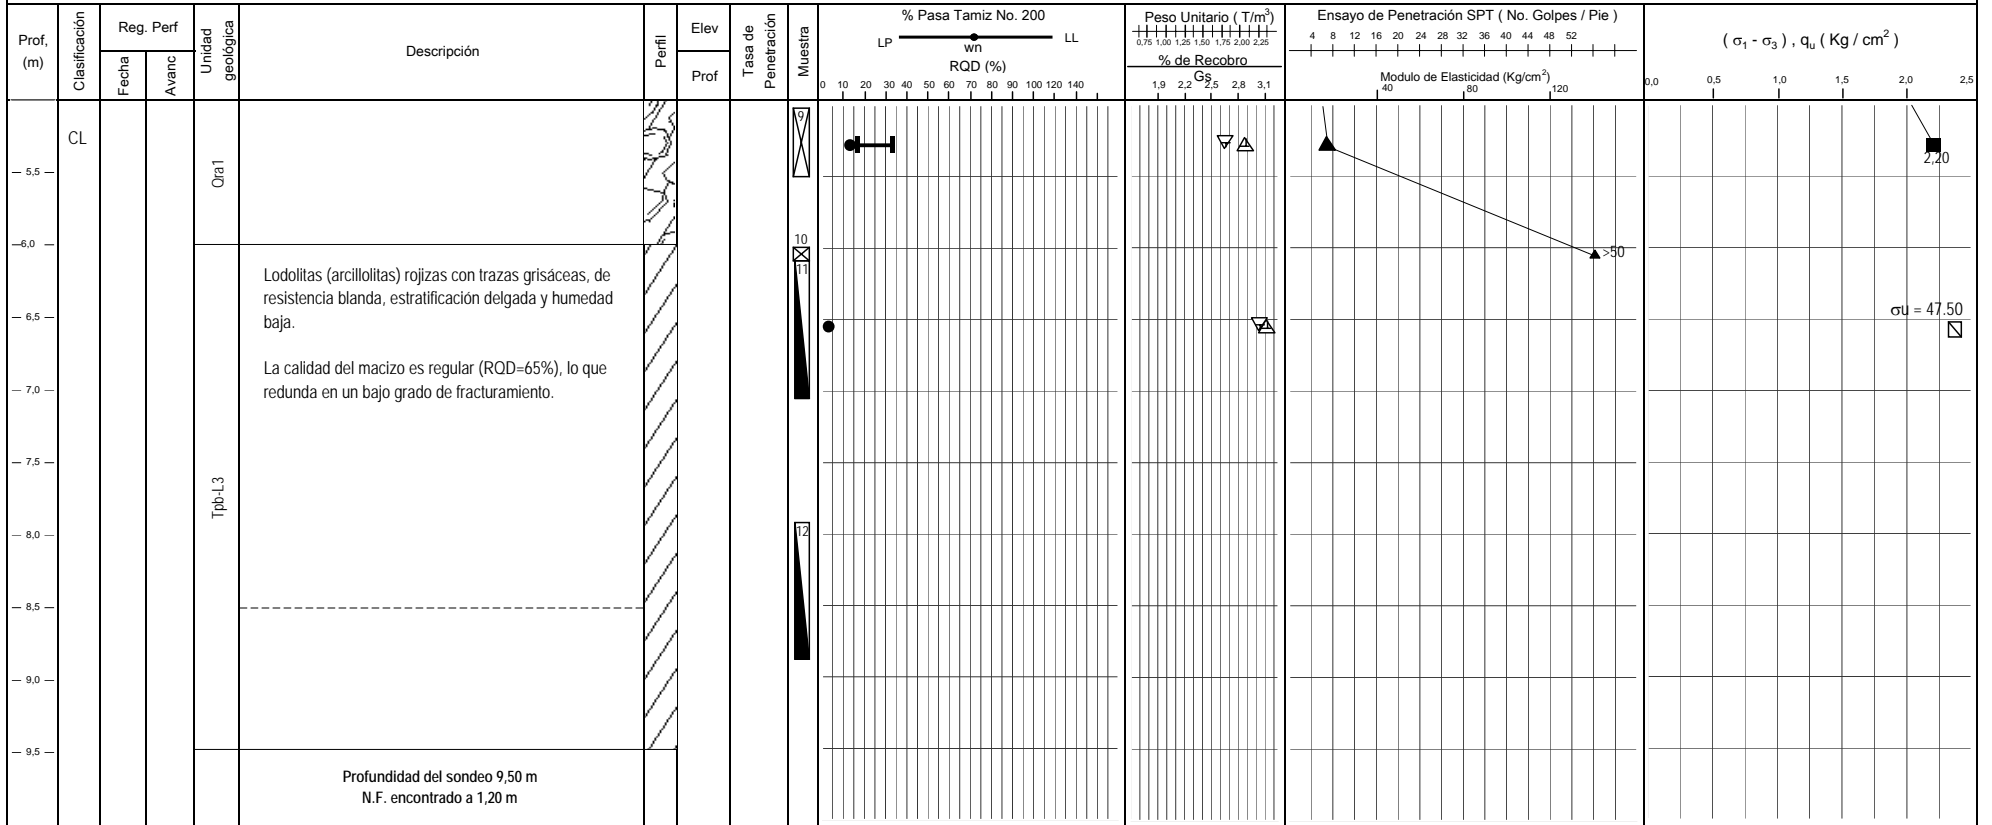 Prof,
(m)
Clasificación
Reg. Perf
Fecha
Avanc
Unidad
geológica
Descripción
Perfil
Elev
Prof
Tasa de
Penetración
Muestra
% Pasa Tamiz No. 200
LP
wn
LL
RQD (%)
0 10 20 30 40 50 60 70 80 90 100 120 140
Peso Unitario ( T/m³)
0,75 1,00 1,25 1,50 1,75 2,00 2,25
% de Recobro
Gs
1,9 2,2 2,5 2,8 3,1
Ensayo de Penetración SPT ( No. Golpes / Pie )
4 8 12 16 20 24 28 32 36 40 44 48 52
Modulo de Elasticidad (Kg/cm²)
40 80 120
( σ₁ - σ₃ ) , qᵤ ( Kg / cm² )
0,0 0,5 1,0 1,5 2,0 2,5
CL
Qra1
9
2,20
5,5
6,0
10
>50
11
Lodolitas (arcillolitas) rojizas con trazas grisáceas, de
resistencia blanda, estratificación delgada y humedad
baja.
La calidad del macizo es regular (RQD=65%), lo que
redunda en un bajo grado de fracturamiento.
σu = 47.50
6,5
7,0
7,5
Tpb-L3
12
8,0
8,5
9,0
9,5
Profundidad del sondeo 9,50 m
N.F. encontrado a 1,20 m